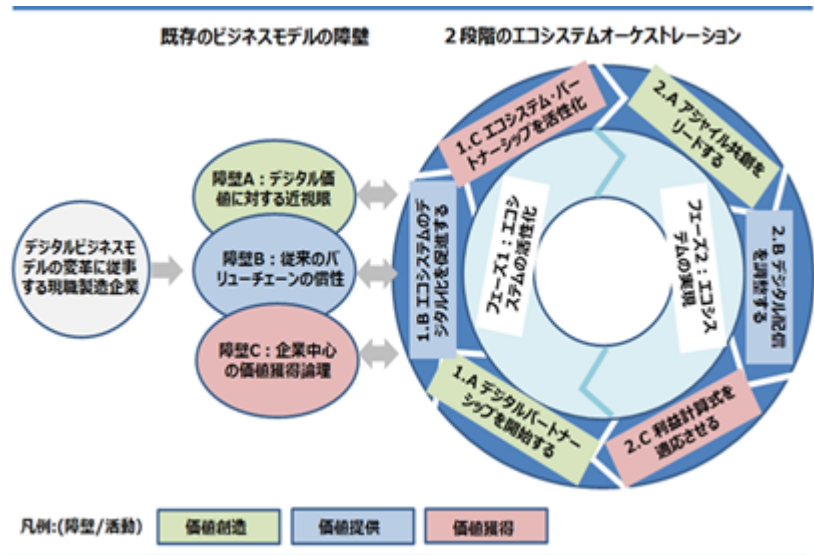 既存のビジネスモデルの障壁
2段階のエコシステムオーケストレーション
デジタルビジネスモ
デルの変革に従事
する現職製造企業
障壁A：デジタル価
値に対する近視限
障壁B：従来のバ
リューチェーンの慣性
障壁C：企業中心
の価値獲得論理
1.A デジタルパートナー
シップを開始する
1.B エコシステムのデ
ジタル化を促進する
1.C エコシステム・パー
トナーシップを活性化
フェーズ1：エコシ
ステムの活性化
2.A アジャイル共創を
リードする
2.B デジタル配信
を調整する
2.C 利益計算式を
適応させる
フェーズ2：エコシス
テムの実現
凡例:(障壁/活動)
価値創造
価値提供
価値獲得